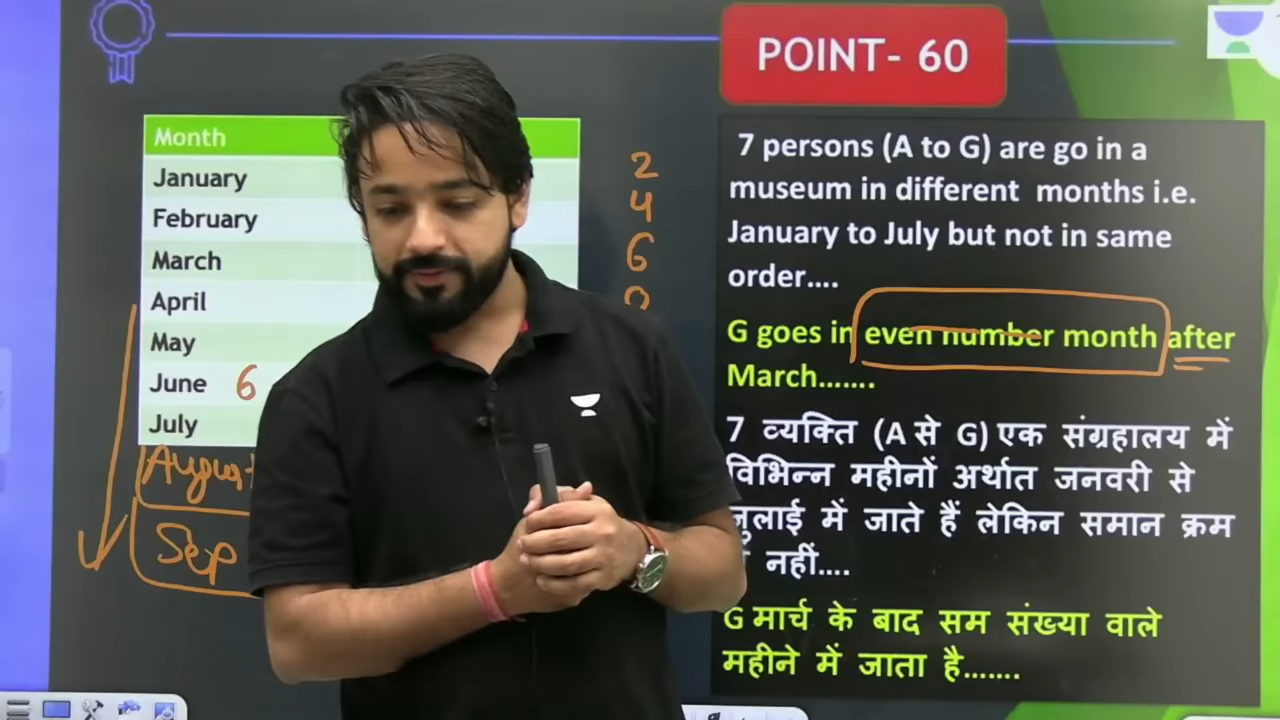 POINT- 60
Month
January
February
March
April
May
June 6
July
August
Sep
2
4
6
7 persons (A to G) are go in a
museum in different months i.e.
January to July but not in same
order....
G goes in even number month after
March.......
7 व्यक्ति (A से G) एक संग्रहालय में
विभिन्न महीनों अर्थात जनवरी से
जुलाई में जाते हैं लेकिन समान क्रम
नहीं....
G मार्च के बाद सम संख्या वाले
महीने में जाता है.......